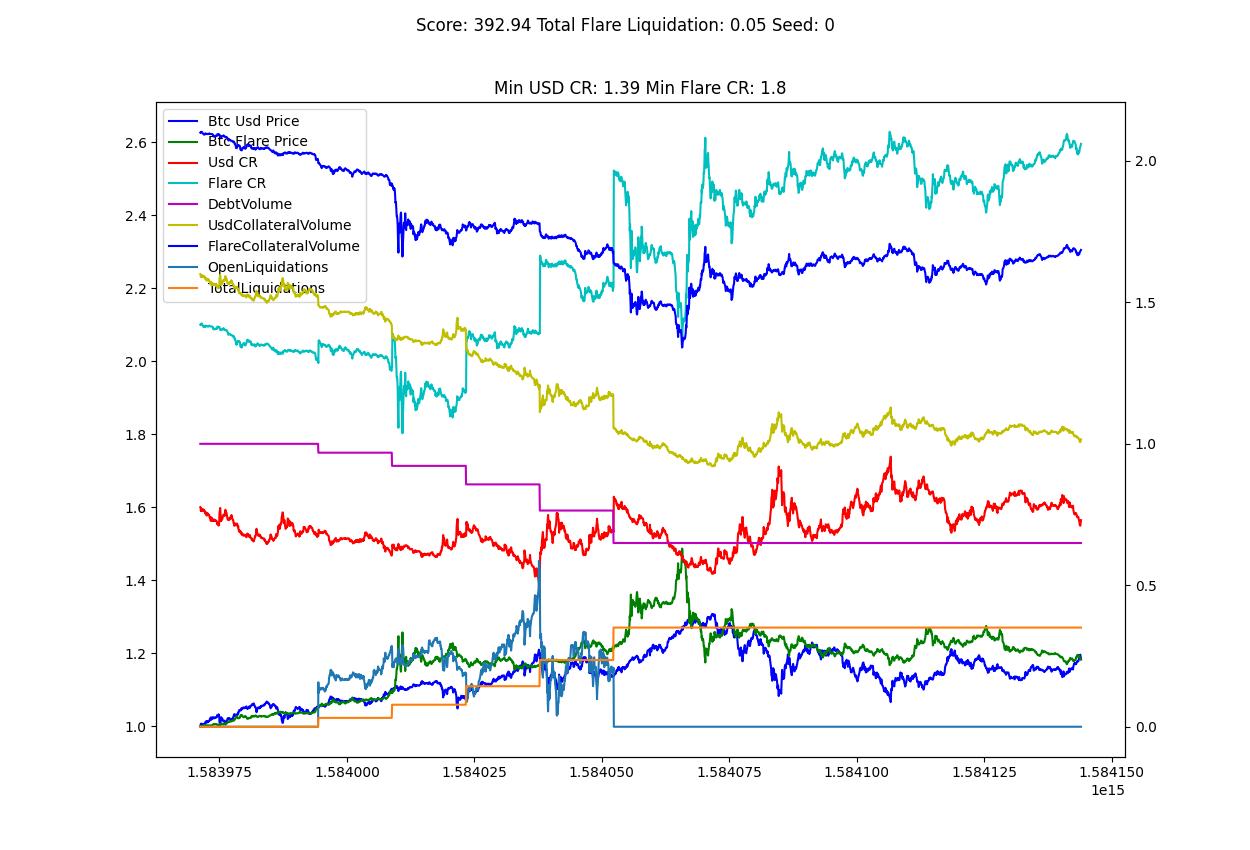 Score: 392.94 Total Flare Liquidation: 0.05 Seed: 0
Min USD CR: 1.39 Min Flare CR: 1.8
Btc Usd Price
Btc Flare Price
Usd CR
Flare CR
DebtVolume
UsdCollateralVolume
FlareCollateralVolume
OpenLiquidations
TotalLiquidations
2.6
2.4
2.2
2.0
1.8
1.6
1.4
1.2
1.0
2.0
1.5
1.0
0.5
0.0
1.583975 1.584000 1.584025 1.584050 1.584075 1.584100 1.584125 1.584150
1e15